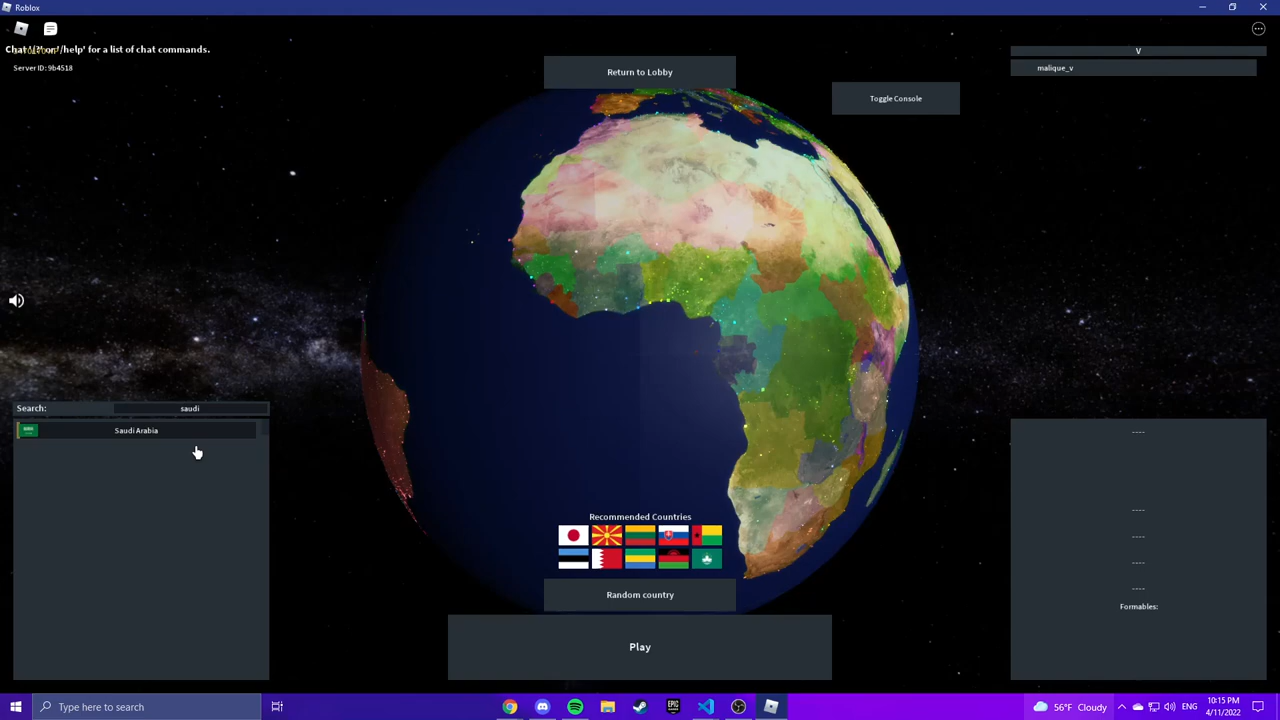 Roblox
Chat '/?' or '/help' for a list of chat commands.
Server ID: 9b4518
Return to Lobby
Toggle Console
V
malique_v
Search:
saudi
Saudi Arabia
----
----
----
----
----
Formables:
Recommended Countries
Random country
Play
Type here to search
EPIC
GAMES
56°F Cloudy
ENG
10:15 PM
4/11/2022